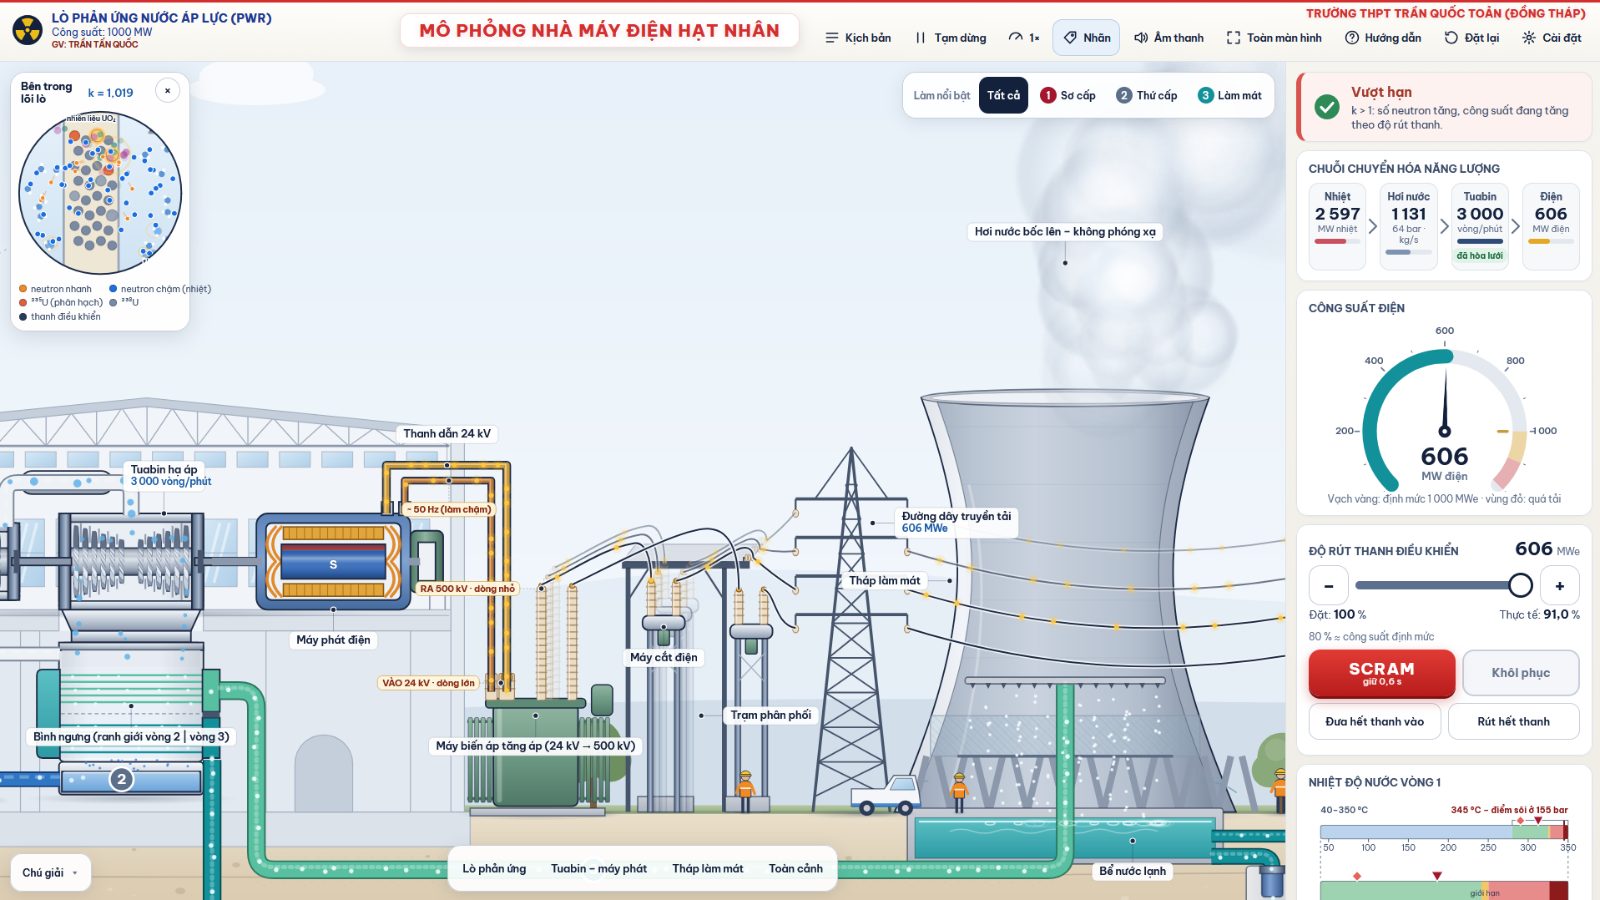 LÒ PHẢN ỨNG NƯỚC ÁP LỰC (PWR)
Công suất: 1000 MW
GV: TRẦN TẤN QUỐC
MÔ PHỎNG NHÀ MÁY ĐIỆN HẠT NHÂN
TRƯỜNG THPT TRẦN QUỐC TOẢN (ĐỒNG THÁP)
Kịch bản
Tạm dừng
1×
Nhãn
Âm thanh
Toàn màn hình
Hướng dẫn
Đặt lại
Cài đặt
Bên trong
lõi lò
k = 1,019
×
nhiên liệu UO₂
neutron nhanh
neutron chậm (nhiệt)
²³⁵U (phân hạch)
²³⁸U
thanh điều khiển
Làm nổi bật
Tất cả
1 Sơ cấp
2 Thứ cấp
3 Làm mát
Hơi nước bốc lên – không phóng xạ
Thanh dẫn 24 kV
Tuabin hạ áp
3 000 vòng/phút
~ 50 Hz (làm chậm)
S
RA 500 kV · dòng nhỏ
Máy phát điện
VÀO 24 kV · dòng lớn
Máy cắt điện
Đường dây truyền tải
606 MWe
Tháp làm mát
Trạm phân phối
Bình ngưng (ranh giới vòng 2 | vòng 3)
Máy biến áp tăng áp (24 kV → 500 kV)
2
Bể nước lạnh
Chú giải
Lò phản ứng
Tuabin – máy phát
Tháp làm mát
Toàn cảnh
Vượt hạn
k > 1: số neutron tăng, công suất đang tăng
theo độ rút thanh.
CHUỖI CHUYỂN HÓA NĂNG LƯỢNG
Nhiệt
2 597
MW nhiệt
Hơi nước
1 131
64 bar ·
kg/s
Tuabin
3 000
vòng/phút
đã hòa lưới
Điện
606
MW điện
CÔNG SUẤT ĐIỆN
200
400
600
800
1 000
606
MW điện
Vạch vàng: định mức 1 000 MWe · vùng đỏ: quá tải
ĐỘ RÚT THANH ĐIỀU KHIỂN
606 MWe
−
+
Đặt: 100 %
Thực tế: 91,0 %
80 % ≈ công suất định mức
SCRAM
giữ 0,6 s
Khôi phục
Đưa hết thanh vào
Rút hết thanh
NHIỆT ĐỘ NƯỚC VÒNG 1
40–350 °C
345 °C – điểm sôi ở 155 bar
50 100 150 200 250 300 350
giới hạn